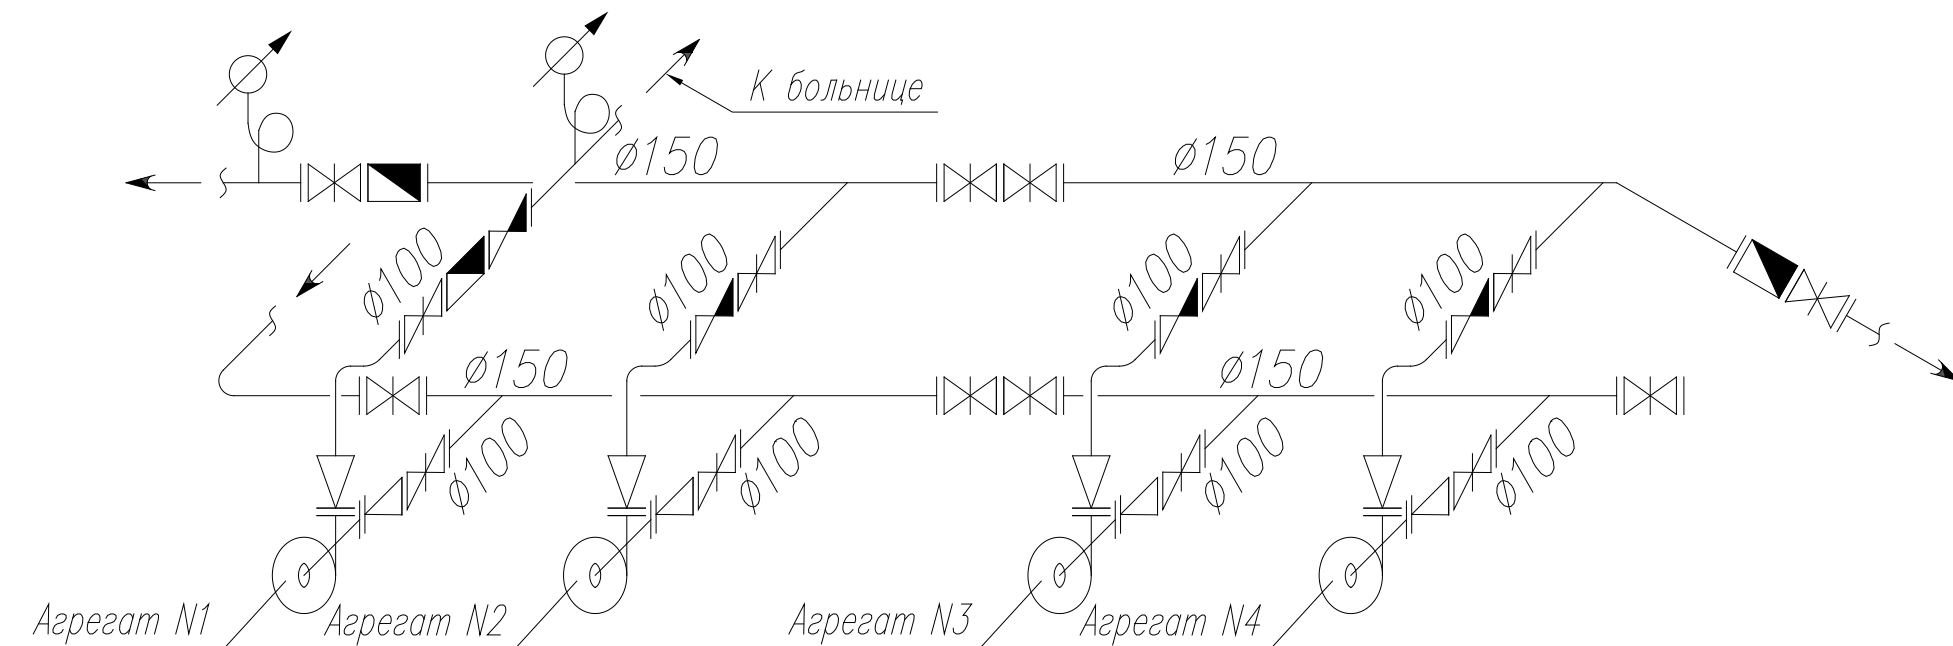 К больнице
ø150
ø150
ø100
ø100
ø100
ø100
ø150
ø150
ø100
ø100
ø100
ø100
Агрегат N1
Агрегат N2
Агрегат N3
Агрегат N4